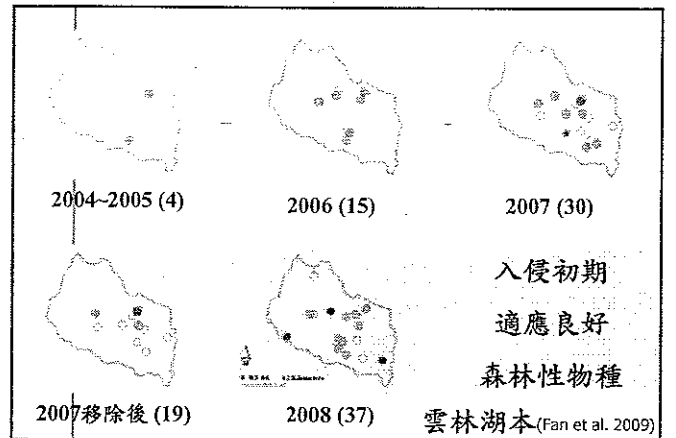 2004~2005 (4)
2006 (15)
2007 (30)
2007移除後 (19)
2008 (37)
入侵初期
適應良好
森林性物種
雲林湖本(Fan et al. 2009)